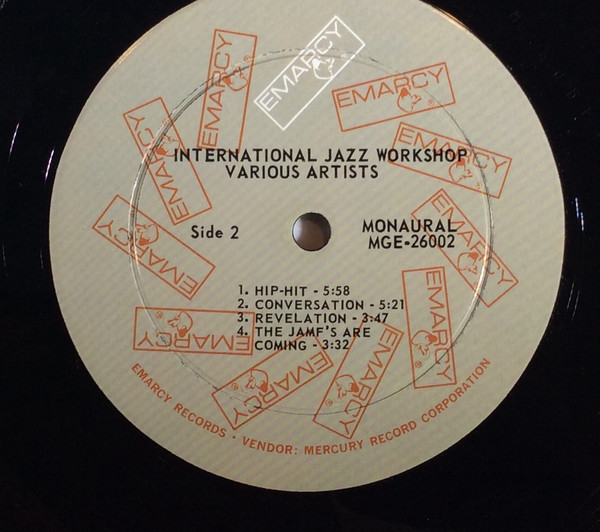 EMARCY
EMARCY
EMARCY
EMARCY
EMARCY
EMARCY
EMARCY
EMARCY
EMARCY
EMARCY
EMARCY
EMARCY
INTERNATIONAL JAZZ WORKSHOP
VARIOUS ARTISTS
Side 2
MONAURAL
MGE-26002
1. HIP-HIT - 5:58
2. CONVERSATION - 5:21
3. REVELATION - 3:47
4. THE JAMF'S ARE
COMING - 3:32
EMARCY RECORDS • VENDOR: MERCURY RECORD CORPORATION